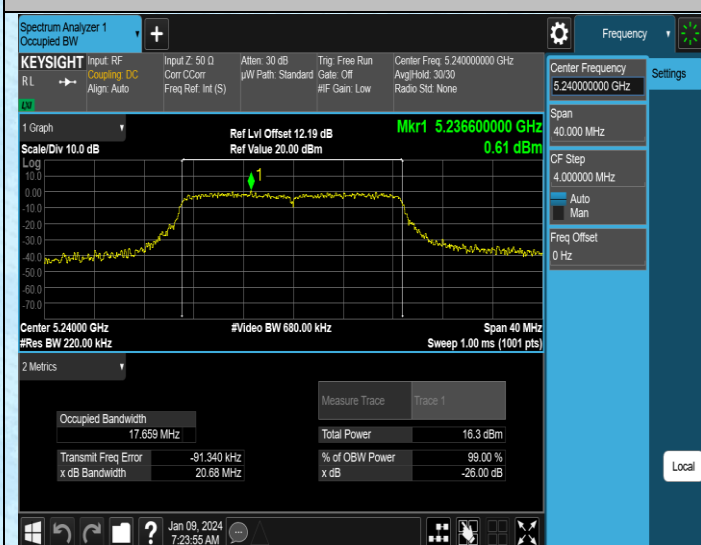 Spectrum Analyzer 1
Occupied BW
+
Frequency
KEYSIGHT
RL
LXI
Input: RF
Coupling: DC
Align: Auto
Input Z: 50 Ω
Corr CCorr
Freq Ref: Int (S)
Atten: 30 dB
µW Path: Standard
Trig: Free Run
Gate: Off
#IF Gain: Low
Center Freq: 5.240000000 GHz
Avg|Hold: 30/30
Radio Std: None
Center Frequency
5.240000000 GHz
Settings
Span
40.000 MHz
CF Step
4.000000 MHz
Auto
Man
Freq Offset
0 Hz
1 Graph
Scale/Div 10.0 dB
Ref Lvl Offset 12.19 dB
Ref Value 20.00 dBm
Mkr1 5.236600000 GHz
0.61 dBm
Log
10.0
0.00
-10.0
-20.0
-30.0
-40.0
-50.0
-60.0
-70.0
1
Center 5.24000 GHz
#Res BW 220.00 kHz
#Video BW 680.00 kHz
Span 40 MHz
Sweep 1.00 ms (1001 pts)
2 Metrics
Measure Trace Trace 1
Occupied Bandwidth
17.659 MHz
Total Power 16.3 dBm
Transmit Freq Error -91.340 kHz
% of OBW Power 99.00 %
x dB Bandwidth 20.68 MHz
x dB -26.00 dB
Local
?
Jan 09, 2024
7:23:55 AM